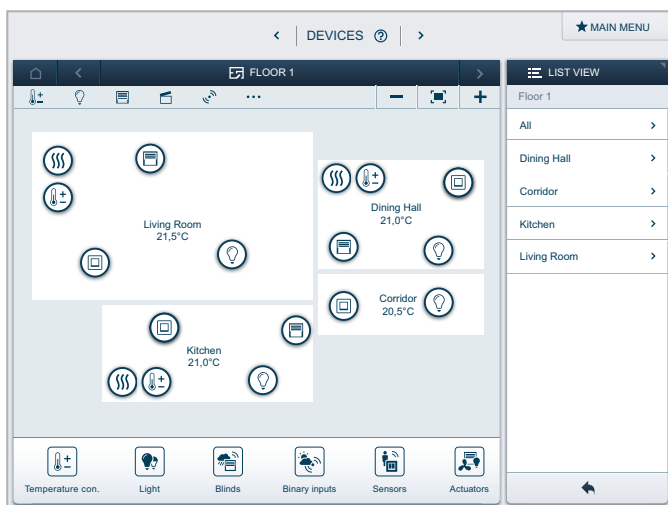 DEVICES
MAIN MENU
FLOOR 1
LIST VIEW
Floor 1
All
Dining Hall
Corridor
Kitchen
Living Room
Living Room
21,5°C
Dining Hall
21,0°C
Corridor
20,5°C
Kitchen
21,0°C
Temperature con.
Light
Blinds
Binary inputs
Sensors
Actuators